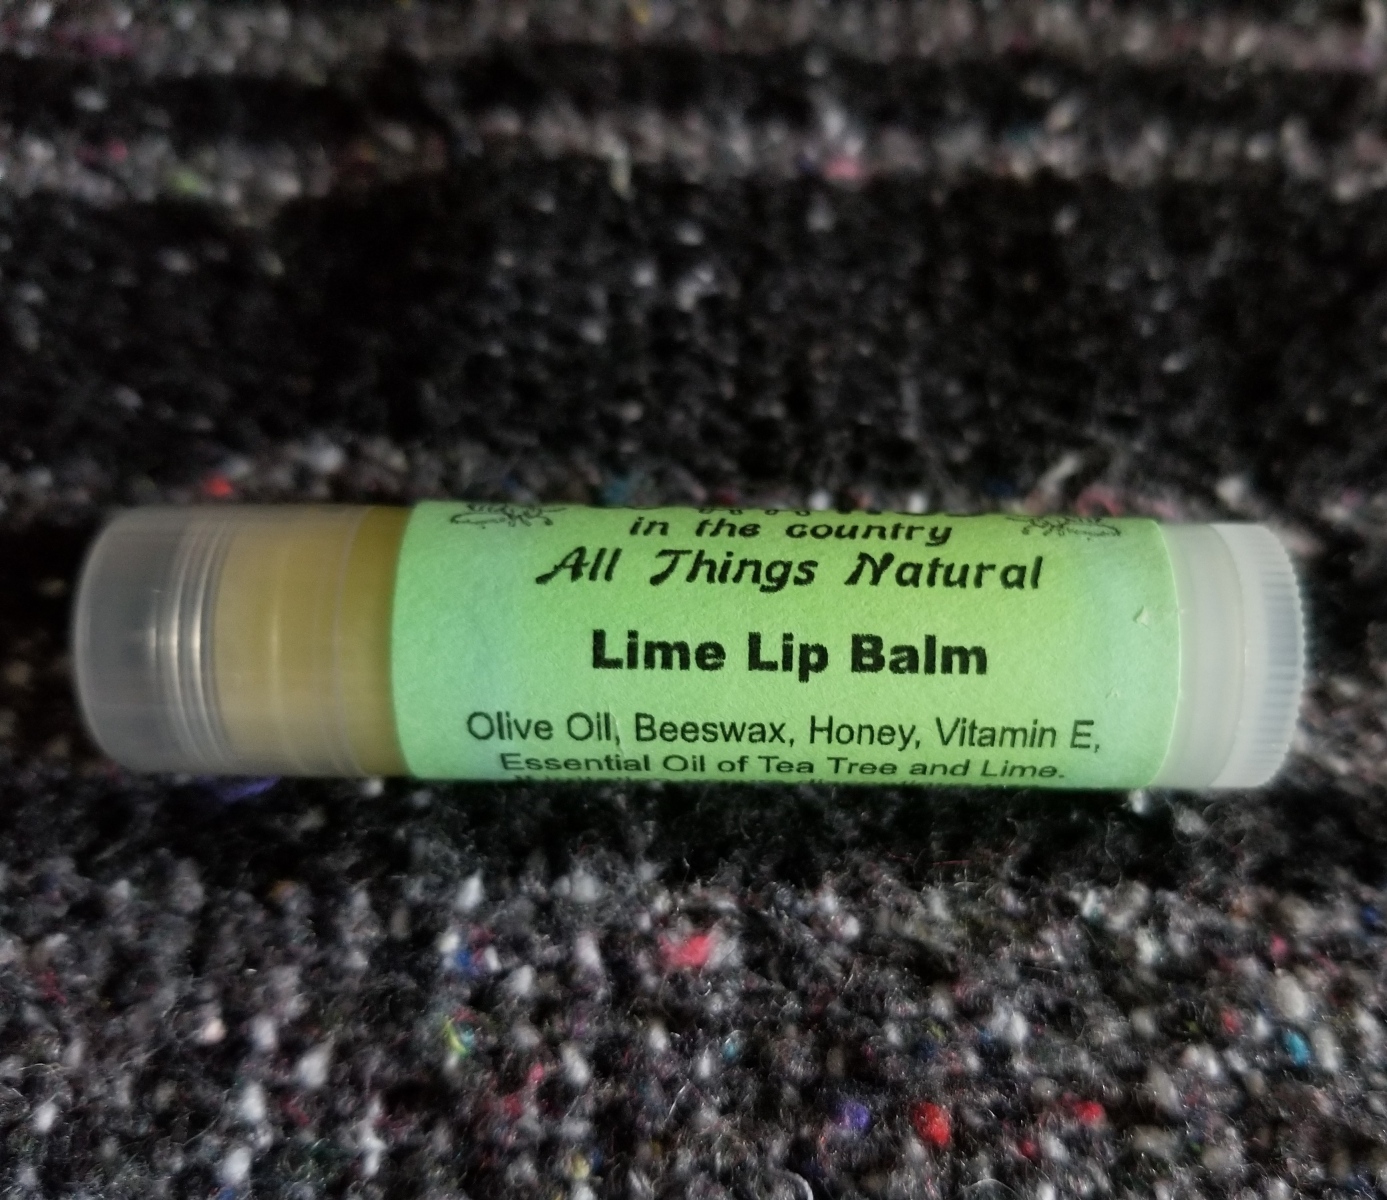 in the country
All Things Natural
Lime Lip Balm
Olive Oil, Beeswax, Honey, Vitamin E,
Essential Oil of Tea Tree and Lime.